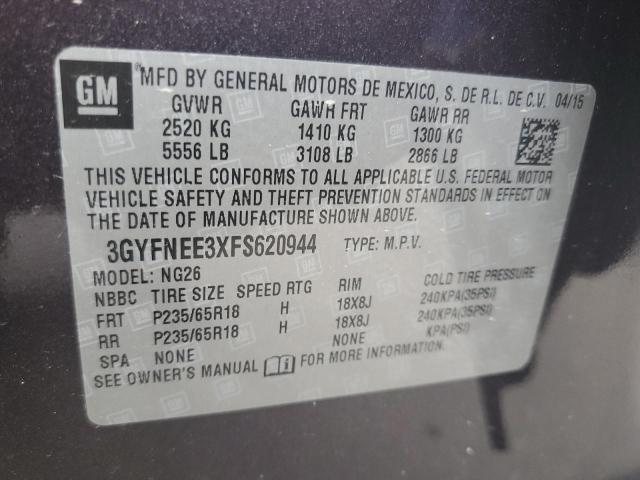 GM
MFD BY GENERAL MOTORS DE MEXICO, S. DE R.L. DE C.V. 04/15
GVWR GAWR FRT GAWR RR
2520 KG 1410 KG 1300 KG
5556 LB 3108 LB 2866 LB
THIS VEHICLE CONFORMS TO ALL APPLICABLE U.S. FEDERAL MOTOR
VEHICLE SAFETY AND THEFT PREVENTION STANDARDS IN EFFECT ON
THE DATE OF MANUFACTURE SHOWN ABOVE.
3GYFNEE3XFS620944 TYPE: M.P.V.
MODEL: NG26
NBBC TIRE SIZE SPEED RTG RIM COLD TIRE PRESSURE
FRT P235/65R18 H 18X8J 240KPA(35PSI)
RR P235/65R18 H 18X8J 240KPA(35PSI)
SPA NONE NONE KPA(PSI)
SEE OWNER'S MANUAL FOR MORE INFORMATION.